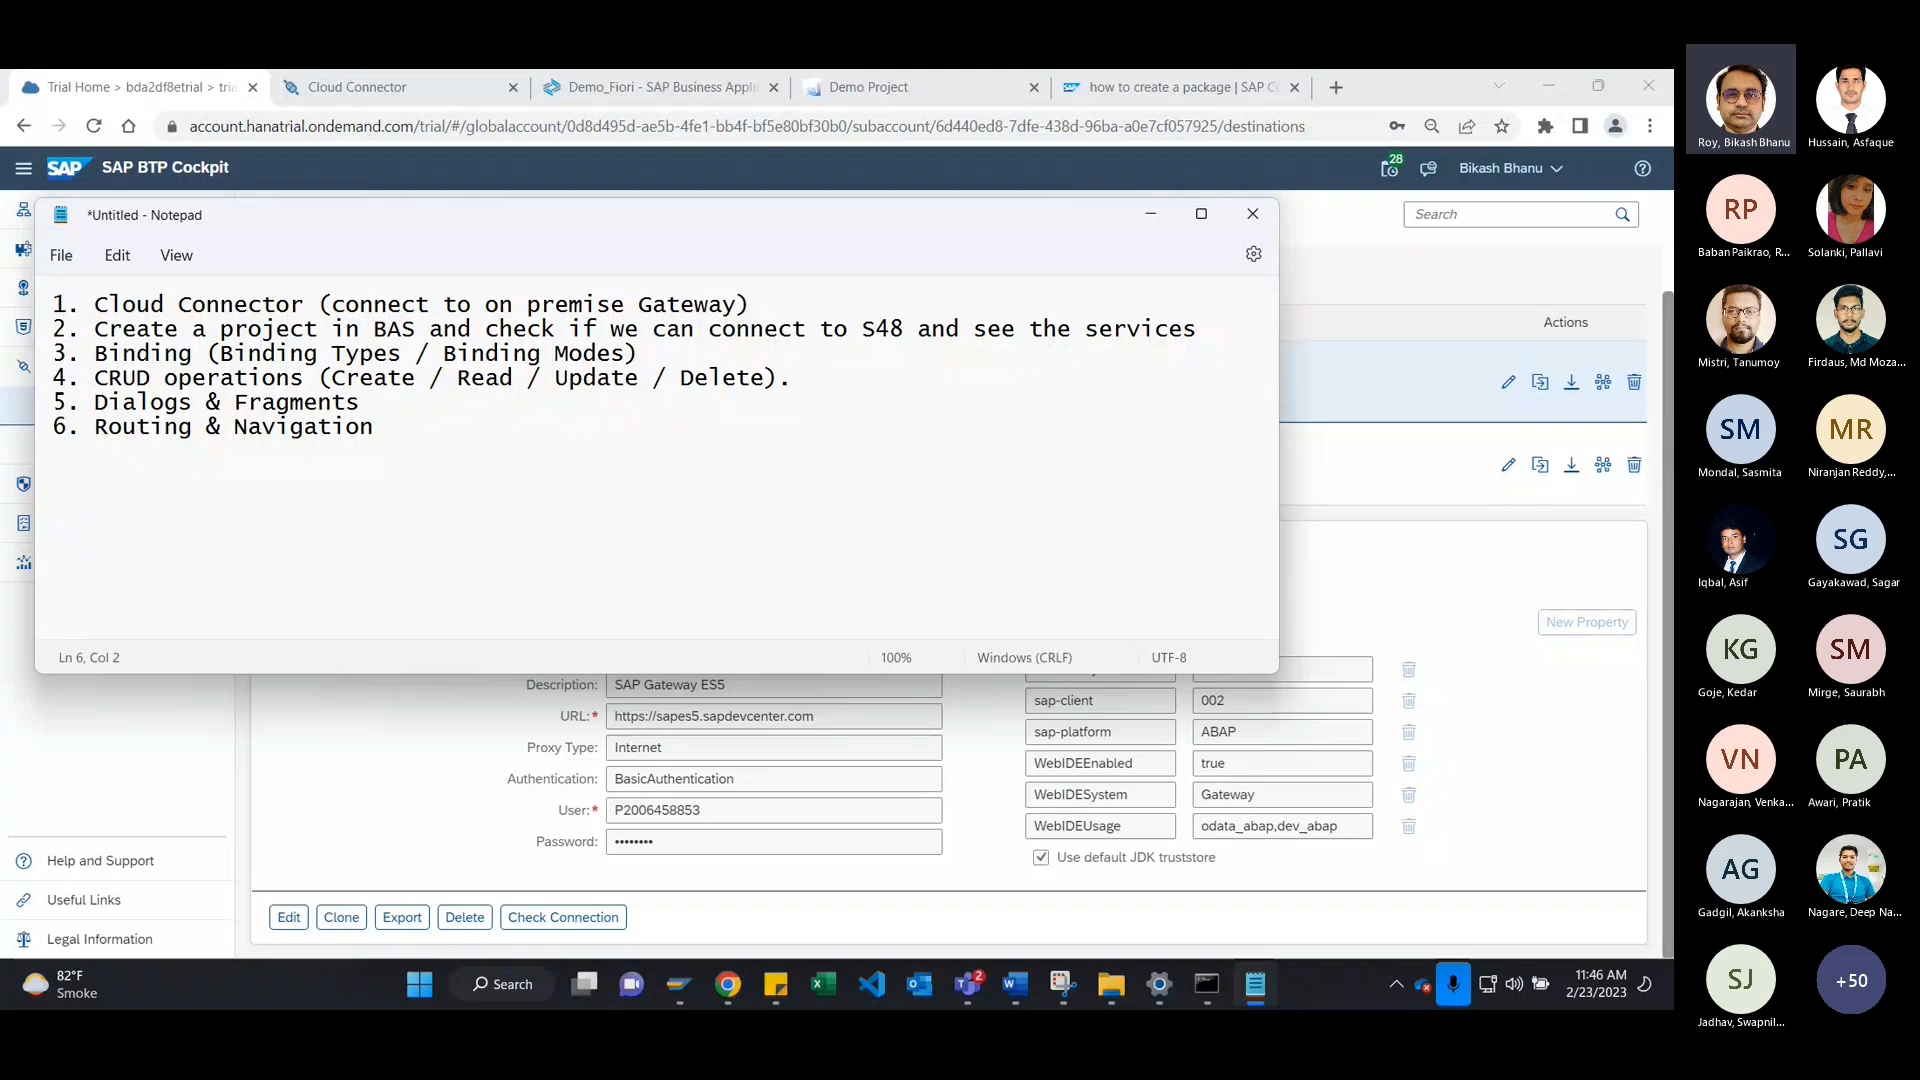 Trial Home > bda2df8etrial > tria
Cloud Connector
Demo_Fiori - SAP Business Applic
Demo Project
how to create a package | SAP C
account.hanatrial.ondemand.com/trial/#/globalaccount/0d8d495d-ae5b-4fe1-bb4f-bf5e80bf30b0/subaccount/6d440ed8-7dfe-438d-96ba-a0e7cf057925/destinations
SAP SAP BTP Cockpit
28
Bikash Bhanu
*Untitled - Notepad
Search
File Edit View
1. Cloud Connector (connect to on premise Gateway)
2. Create a project in BAS and check if we can connect to S48 and see the services
3. Binding (Binding Types / Binding Modes)
4. CRUD operations (Create / Read / Update / Delete).
5. Dialogs & Fragments
6. Routing & Navigation
Actions
New Property
Ln 6, Col 2
100%
Windows (CRLF)
UTF-8
Description: SAP Gateway ES5
URL:* https://sapes5.sapdevcenter.com
Proxy Type: Internet
Authentication: BasicAuthentication
User:* P2006458853
Password: ••••••••
sap-client 002
sap-platform ABAP
WebIDEEnabled true
WebIDESystem Gateway
WebIDEUsage odata_abap,dev_abap
Use default JDK truststore
Help and Support
Useful Links
Legal Information
Edit Clone Export Delete Check Connection
82°F
Smoke
Search
2
11:46 AM
2/23/2023
Roy, Bikash Bhanu
Hussain, Asfaque
RP
Baban Paikrao, R...
Solanki, Pallavi
Mistri, Tanumoy
Firdaus, Md Moza...
SM
Mondal, Sasmita
MR
Niranjan Reddy,...
Iqbal, Asif
SG
Gayakawad, Sagar
KG
Goje, Kedar
SM
Mirge, Saurabh
VN
Nagarajan, Venka...
PA
Awari, Pratik
AG
Gadgil, Akanksha
Nagare, Deep Na...
SJ
Jadhav, Swapnil...
+50